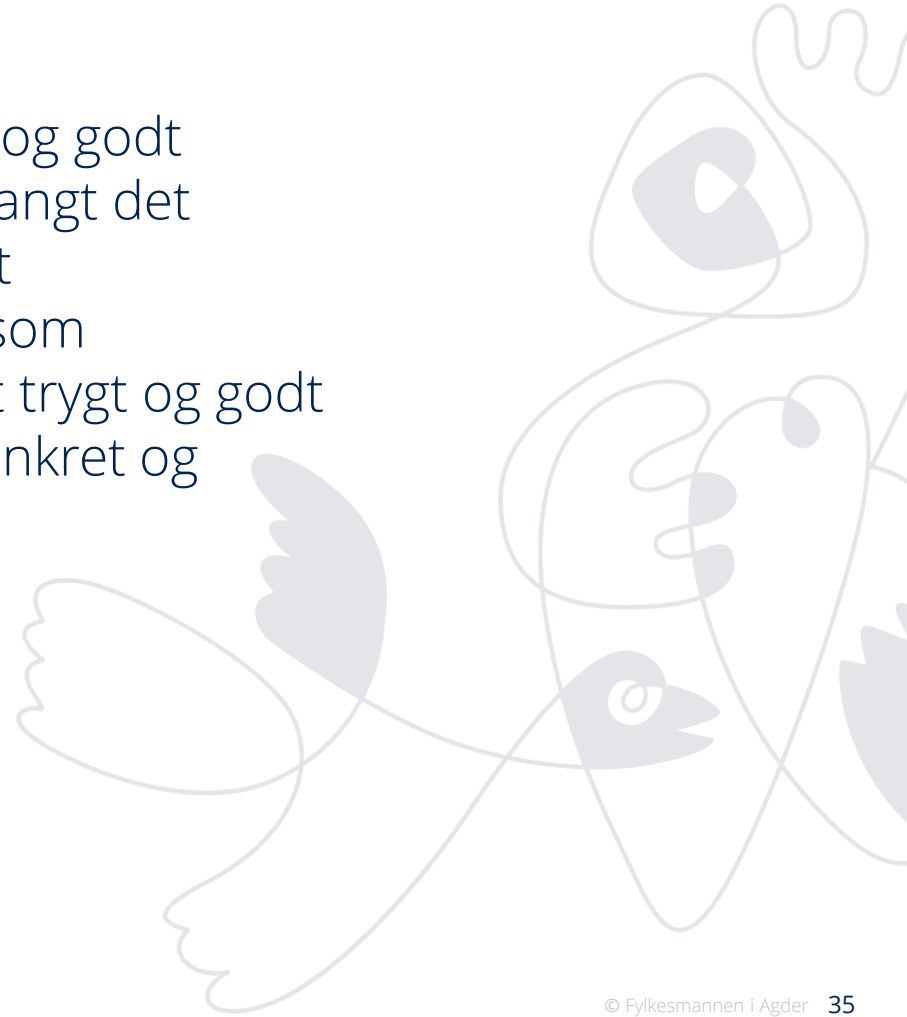 og godt
angt det
t
som
t trygt og godt
nkret og
© Fylkesmannen i Agder 35